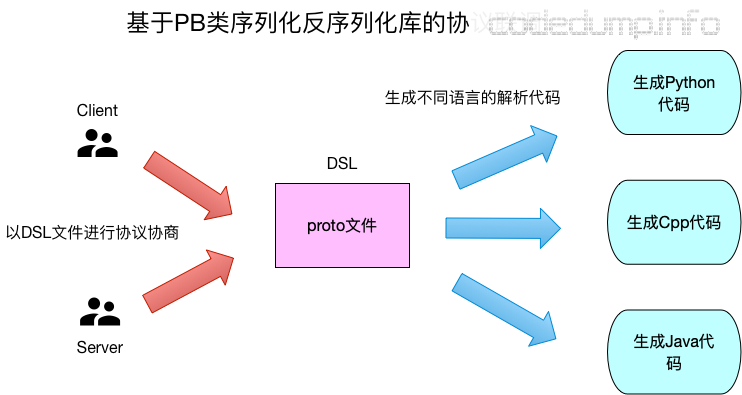 基于PB类序列化反序列化库的协
codedump info
Client
生成不同语言的解析代码
生成Python
代码
DSL
以DSL文件进行协议协商
proto文件
生成Cpp代码
Server
生成Java代
码